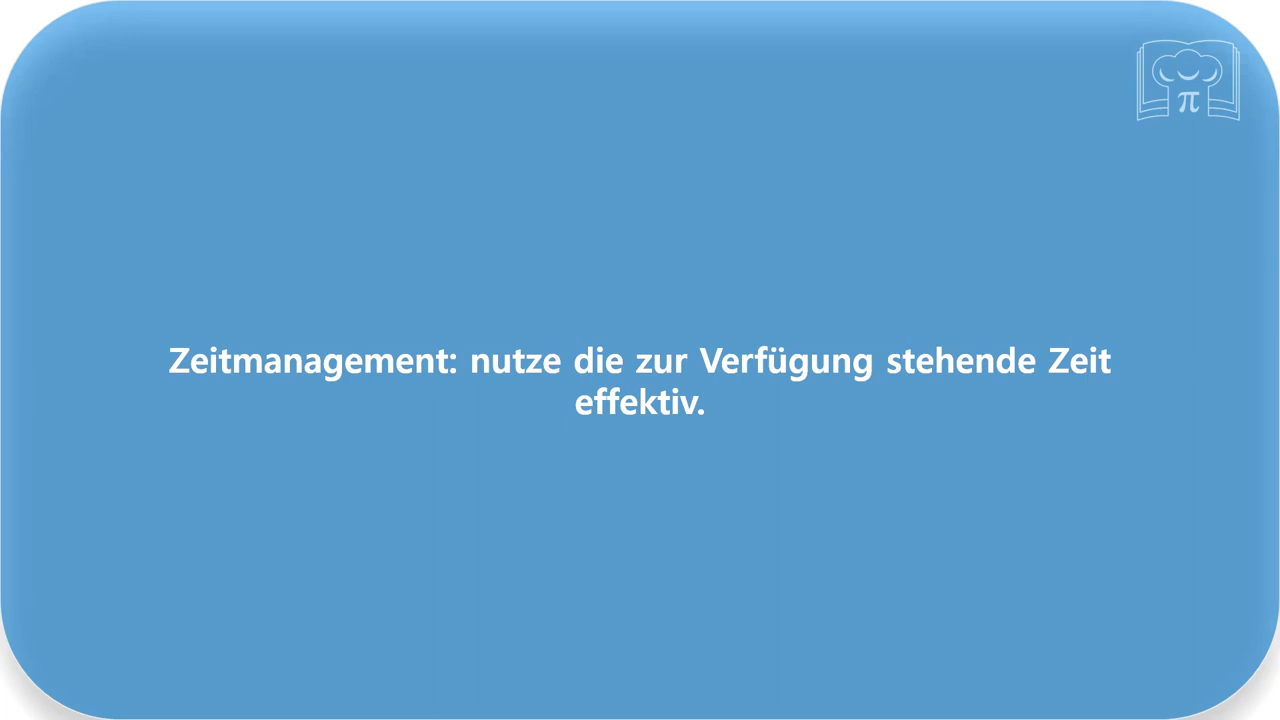 Zeitmanagement: nutze die zur Verfügung stehende Zeit
effektiv.
π